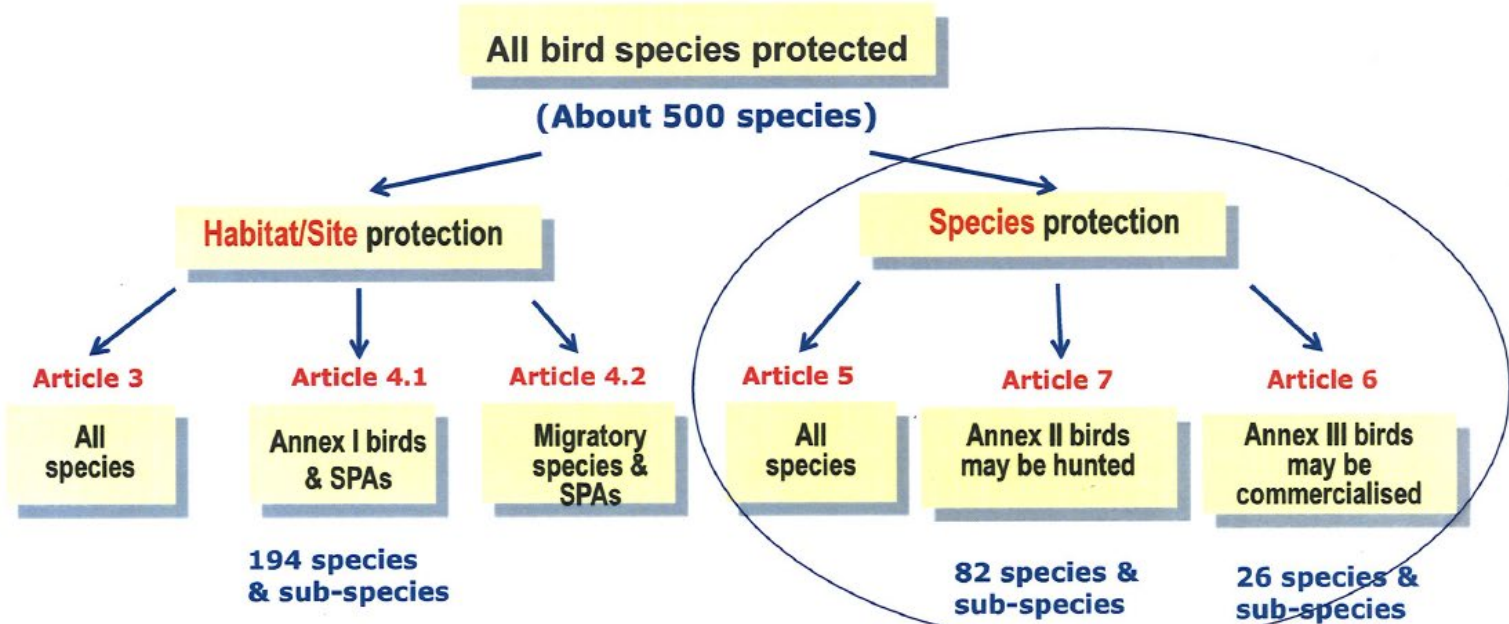 All bird species protected
(About 500 species)
Habitat/Site protection
Species protection
Article 3
Article 4.1
Article 4.2
Article 5
Article 7
Article 6
All
species
Annex I birds
& SPAs
Migratory
species &
SPAs
All
species
Annex II birds
may be hunted
Annex III birds
may be
commercialised
194 species
& sub-species
82 species &
sub-species
26 species &
sub-species